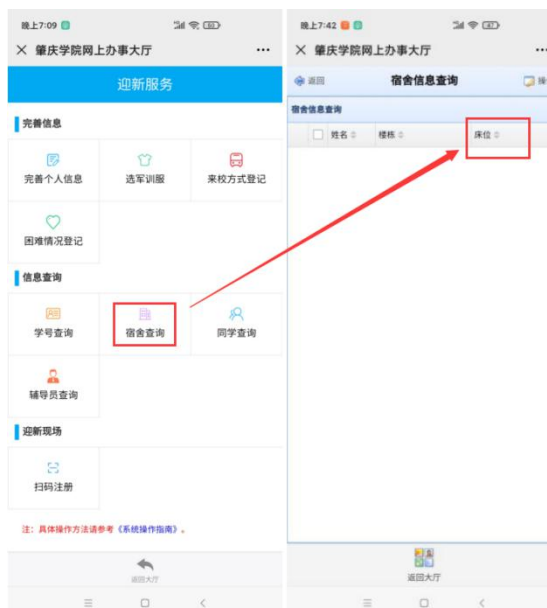 晚上7:09
肇庆学院网上办事大厅
迎新服务
完善信息
完善个人信息 选军训服 来校方式登记
困难情况登记
信息查询
学号查询 宿舍查询 同学查询
辅导员查询
迎新现场
扫码注册
注：具体操作方法请参考《系统操作指南》。
返回大厅
晚上7:42
肇庆学院网上办事大厅
返回 宿舍信息查询
宿舍信息查询
姓名 楼栋 床位
返回大厅